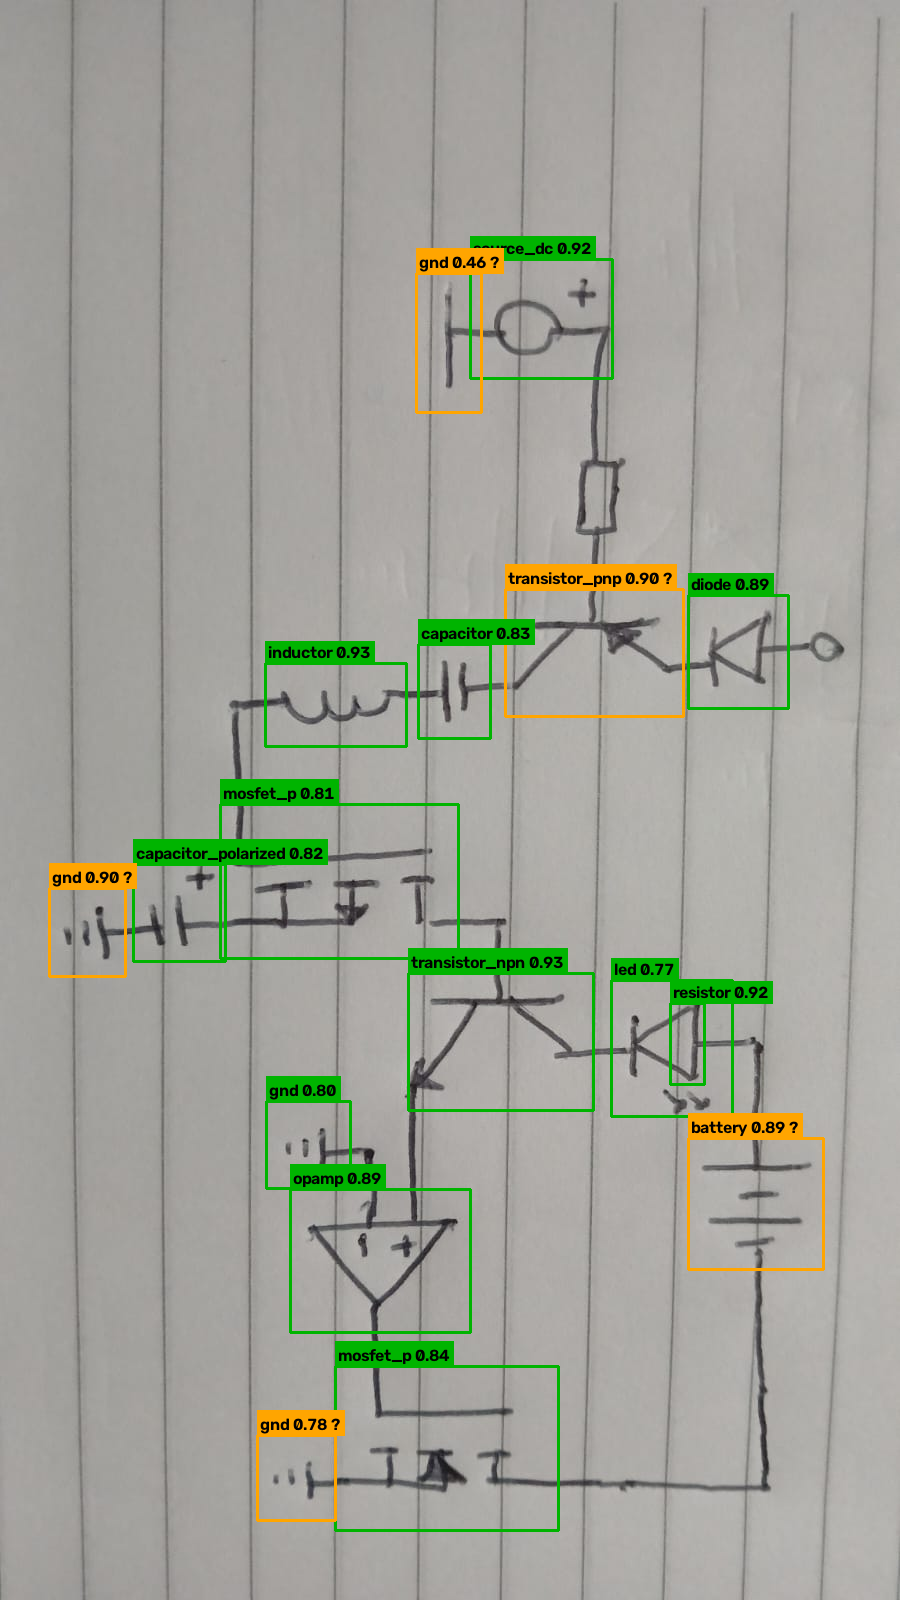 source_dc 0.92
gnd 0.46 ?
+
transistor_pnp 0.90 ?
diode 0.89
capacitor 0.83
inductor 0.93
mosfet_p 0.81
capacitor_polarized 0.82
gnd 0.90 ?
+
transistor_npn 0.93
led 0.77
resistor 0.92
gnd 0.80
battery 0.89 ?
opamp 0.89
- +
mosfet_p 0.84
gnd 0.78 ?